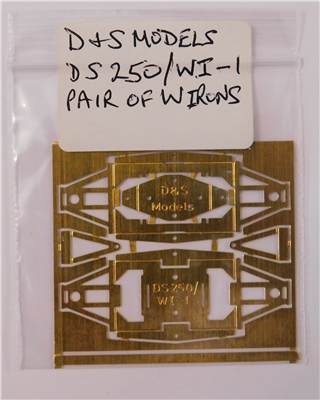 D&S MODELS
DS 250/WI-1
PAIR OF W IRONS
D&S
Models
DS250/
WI-1